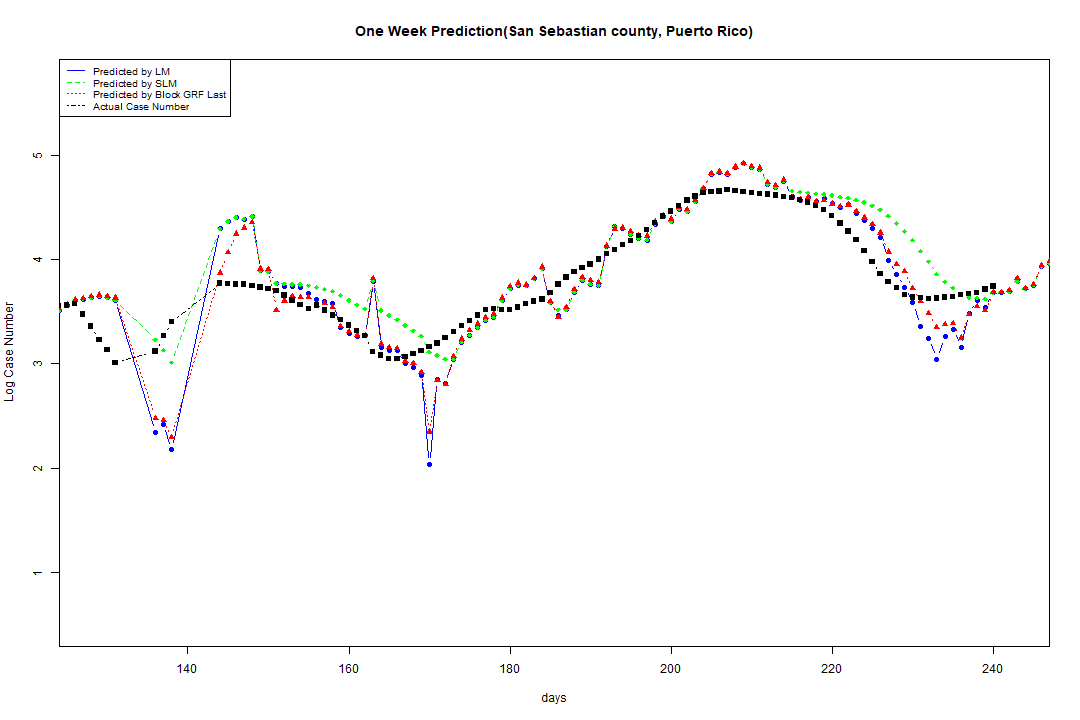 One Week Prediction(San Sebastian county, Puerto Rico)
Predicted by LM
Predicted by SLM
Predicted by Block GRF Last
Actual Case Number
Log Case Number
5
4
3
2
1
140 160 180 200 220 240
days